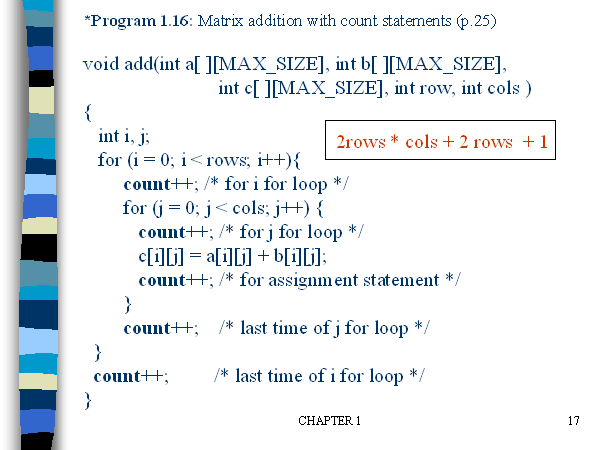 *Program 1.16: Matrix addition with count statements (p.25)
void add(int a[ ][MAX_SIZE], int b[ ][MAX_SIZE],
int c[ ][MAX_SIZE], int row, int cols )
{
int i, j;
2rows * cols + 2 rows + 1
for (i = 0; i < rows; i++){
count++; /* for i for loop */
for (j = 0; j < cols; j++) {
count++; /* for j for loop */
c[i][j] = a[i][j] + b[i][j];
count++; /* for assignment statement */
}
count++; /* last time of j for loop */
}
count++; /* last time of i for loop */
}
CHAPTER 1
17